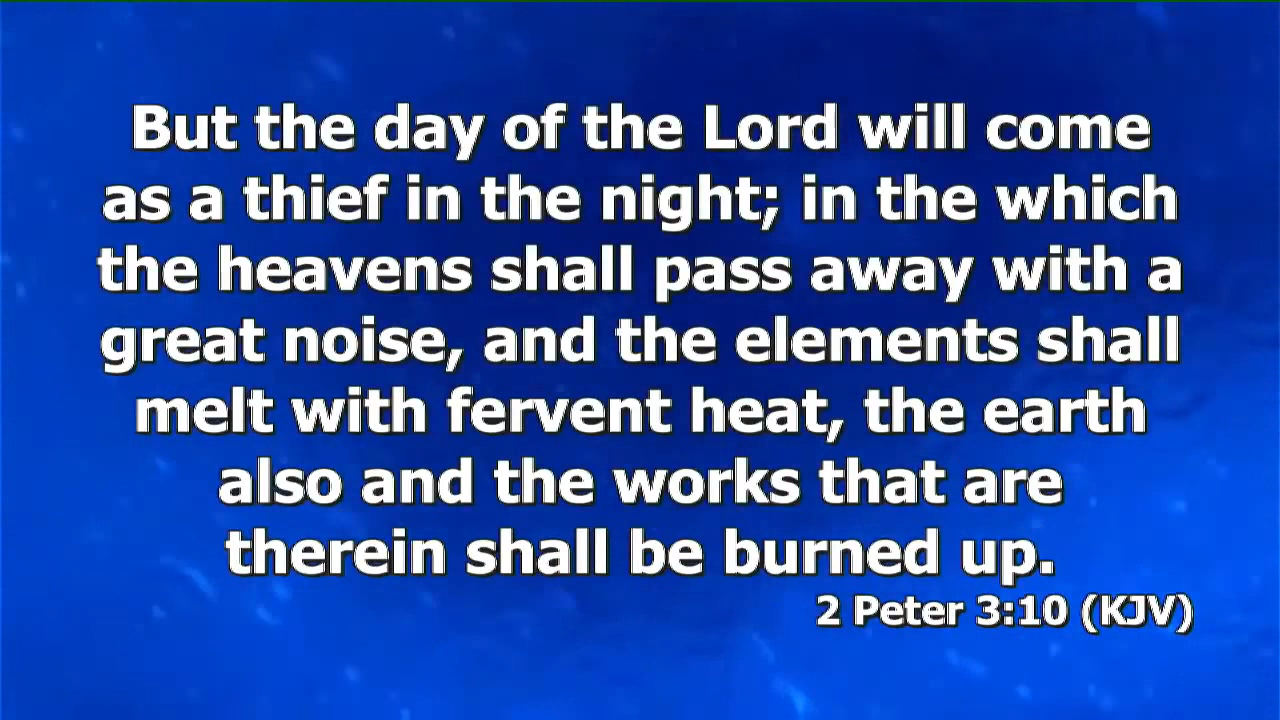 But the day of the Lord will come
as a thief in the night; in the which
the heavens shall pass away with a
great noise, and the elements shall
melt with fervent heat, the earth
also and the works that are
therein shall be burned up.
2 Peter 3:10 (KJV)